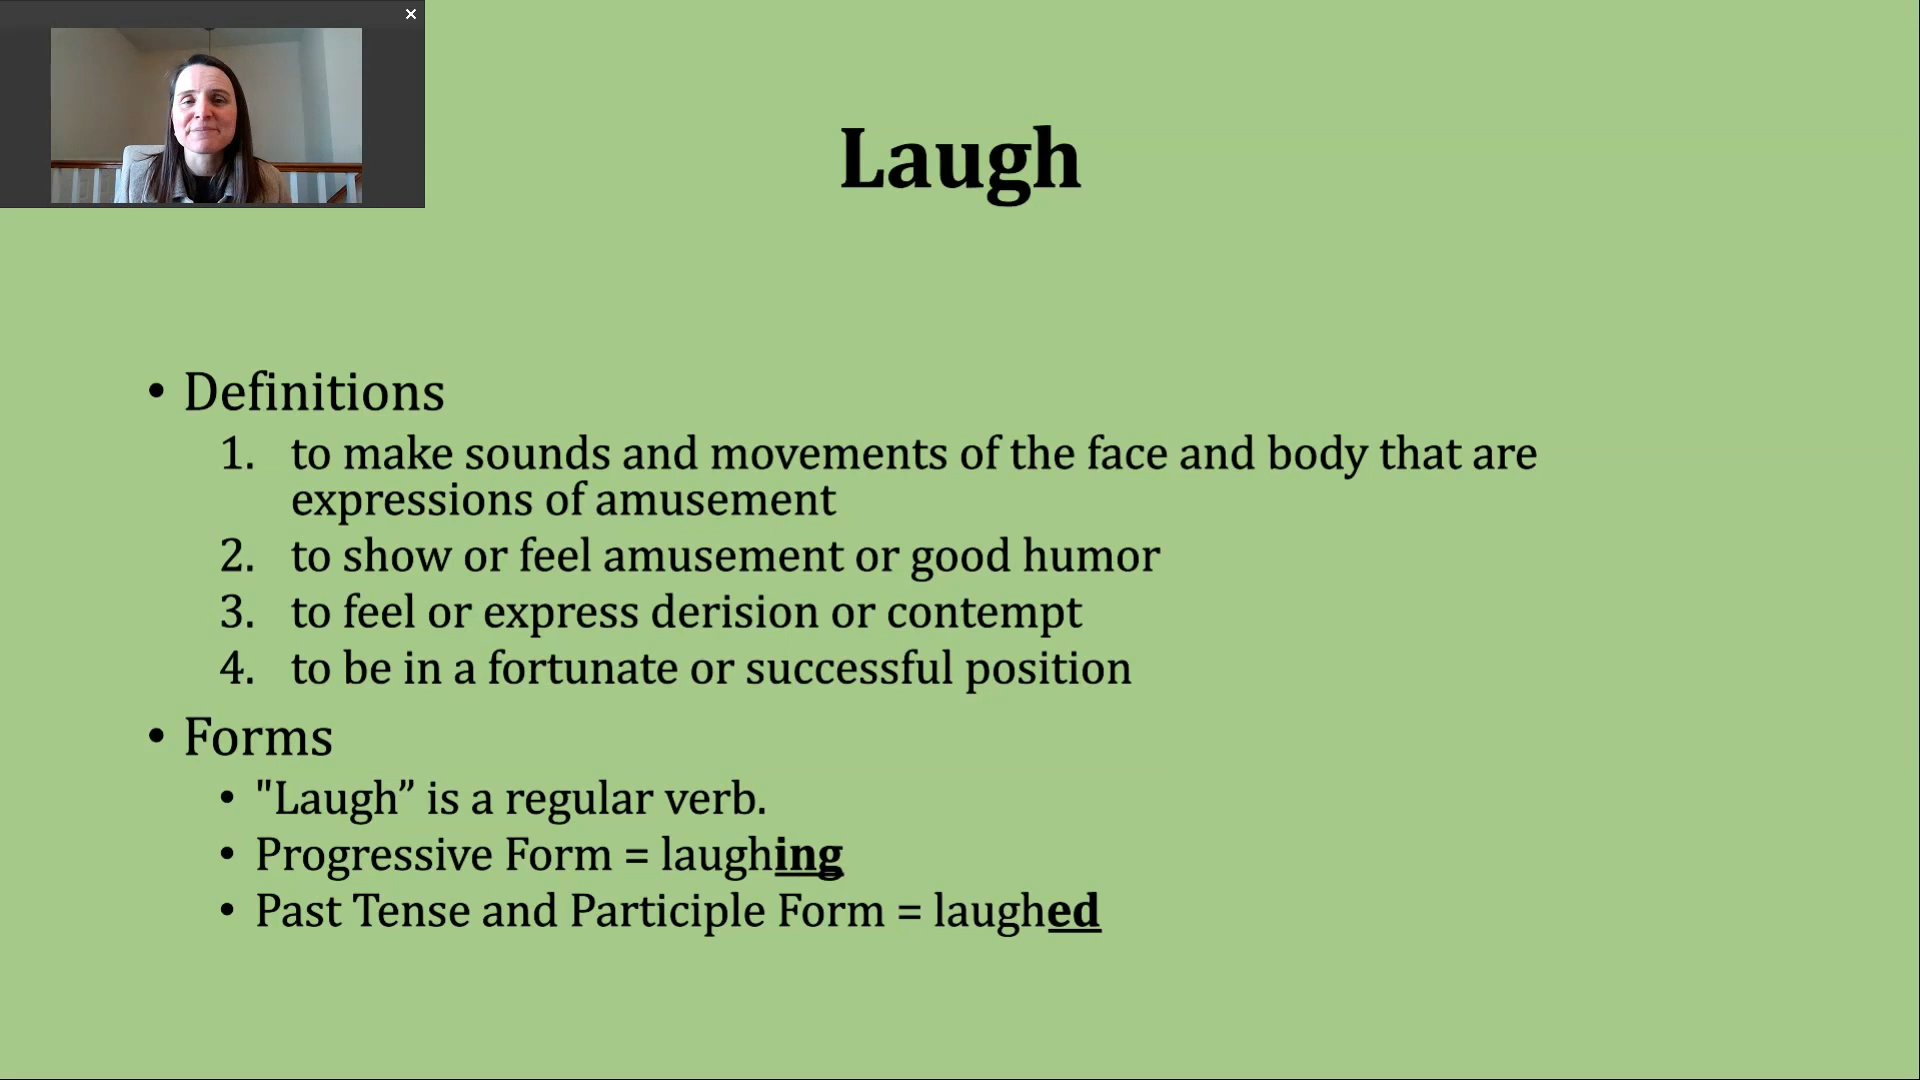 Laugh
• Definitions
1. to make sounds and movements of the face and body that are
expressions of amusement
2. to show or feel amusement or good humor
3. to feel or express derision or contempt
4. to be in a fortunate or successful position
• Forms
• "Laugh” is a regular verb.
• Progressive Form = laughing
• Past Tense and Participle Form = laughed